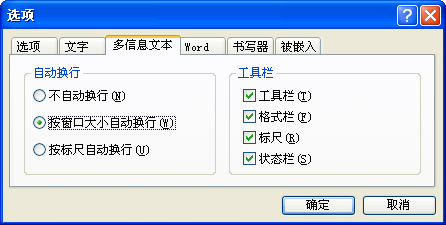 选项
选项 文字 多信息文本 Word 书写器 被嵌入
自动换行
不自动换行(N)
按窗口大小自动换行(W)
按标尺自动换行(U)
工具栏
工具栏(T)
格式栏(F)
标尺(R)
状态栏(S)
确定 取消